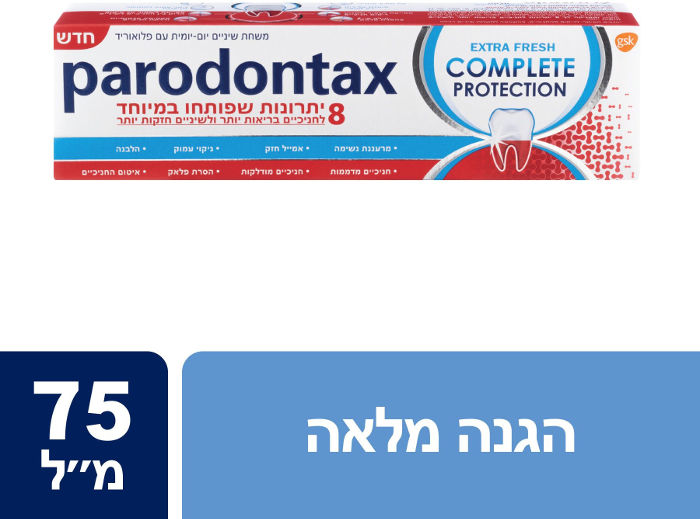 חדש
משחת שיניים יום-יומית עם פלואוריד
parodontax
8 יתרונות שפותחו במיוחד
לחניכיים בריאות יותר ולשיניים חזקות יותר
• מרעננת נשימה • אמייל חזק • ניקוי עמוק • הלבנה
• חניכיים מדממות • חניכיים מודלקות • הסרת פלאק • איטום החניכיים
EXTRA FRESH
COMPLETE
PROTECTION
gsk
75
מ״ל
הגנה מלאה